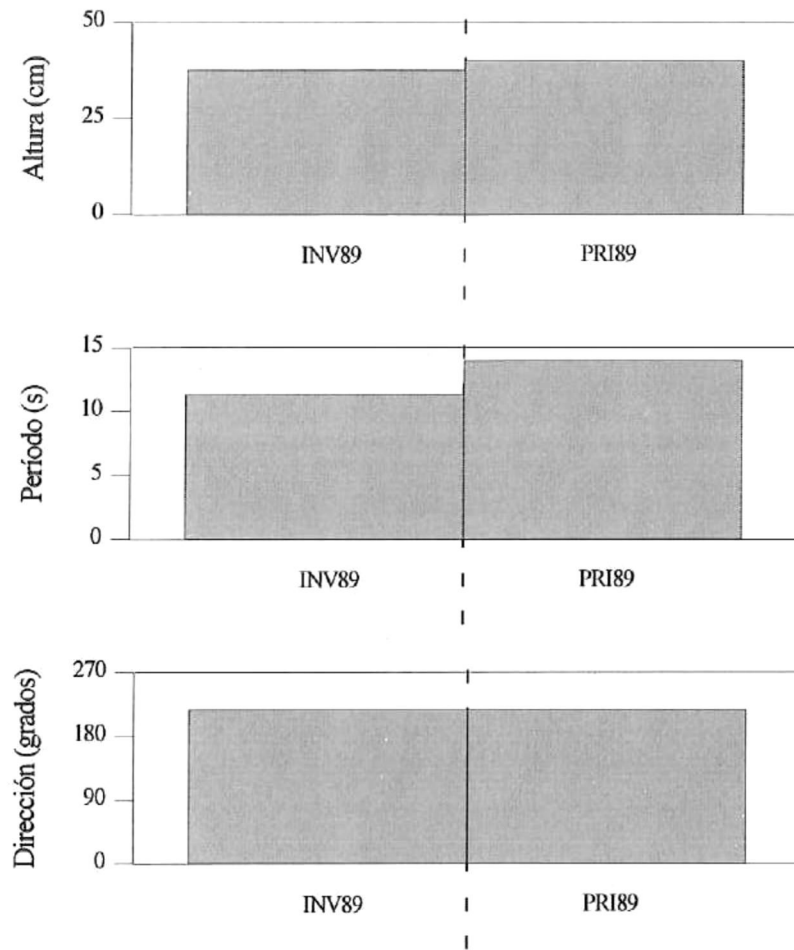 Altura (cm)
50
25
0
INV89 PRI89
Período (s)
15
10
5
0
INV89 PRI89
Dirección (grados)
270
180
90
0
INV89 PRI89